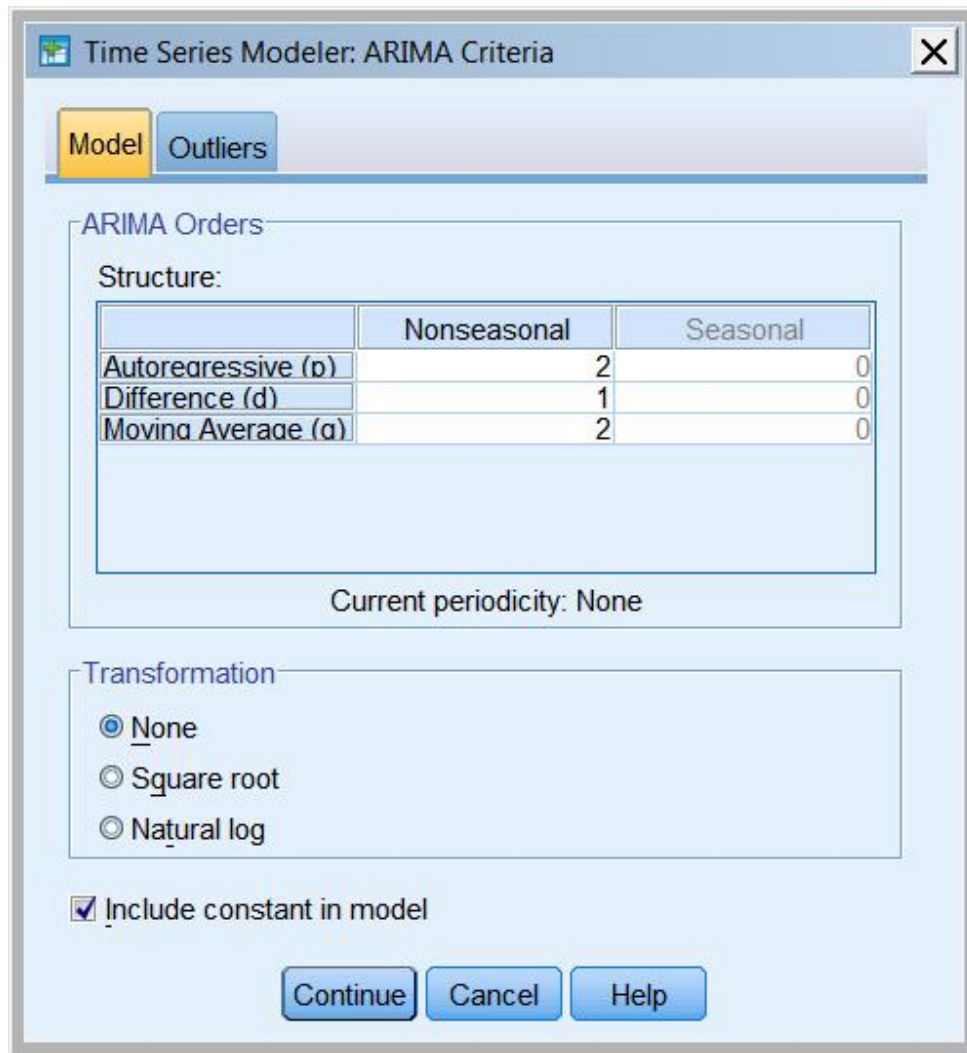 Time Series Modeler: ARIMA Criteria
Model Outliers
ARIMA Orders
Structure:
Nonseasonal Seasonal
Autoregressive (p) 2 0
Difference (d) 1 0
Moving Average (q) 2 0
Current periodicity: None
Transformation
None
Square root
Natural log
Include constant in model
Continue Cancel Help